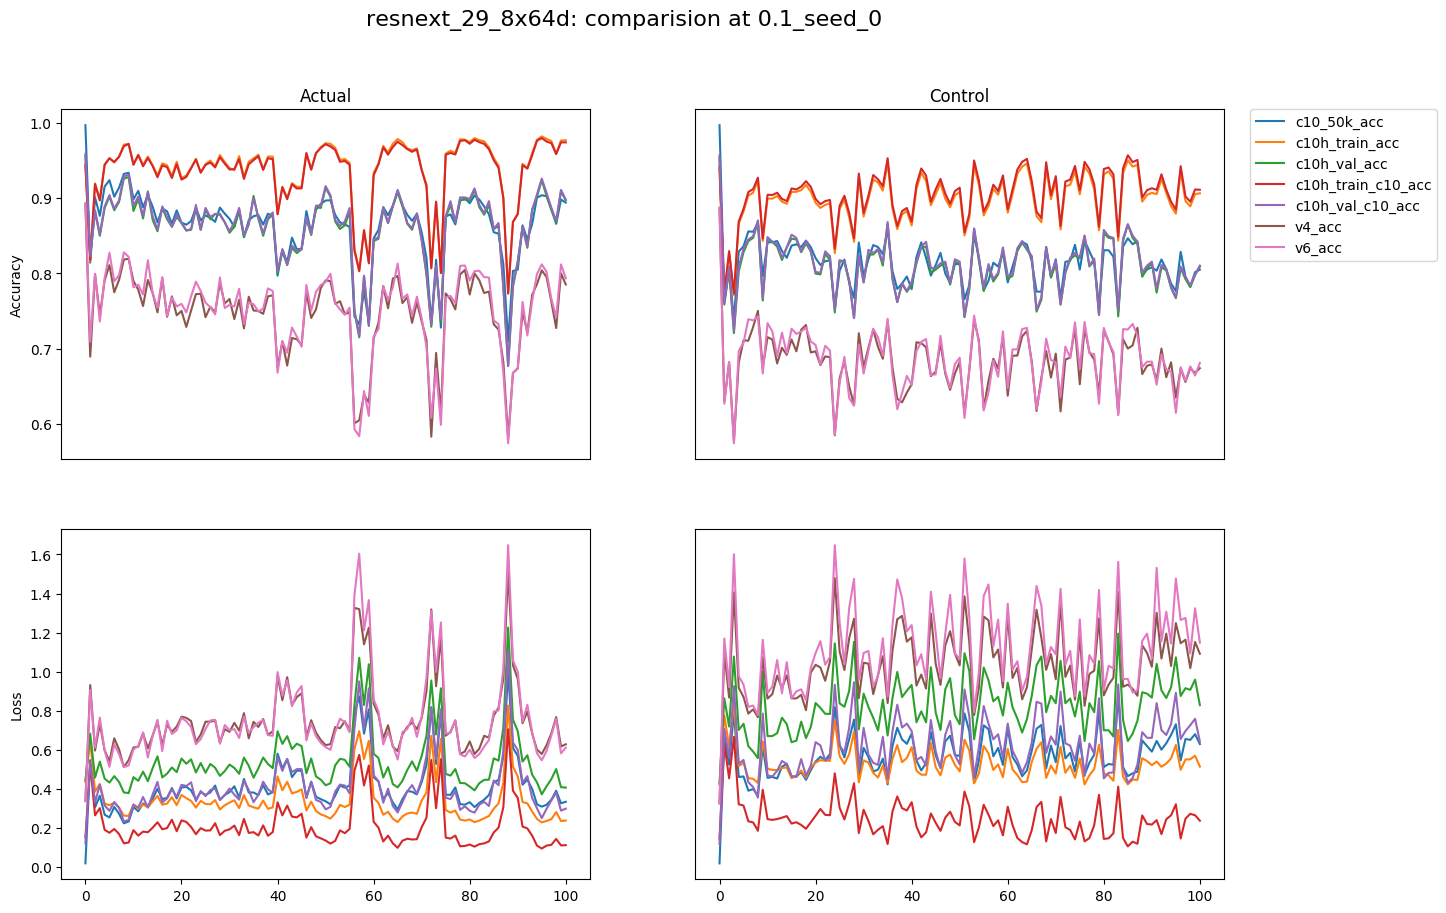 resnext_29_8x64d: comparision at 0.1_seed_0
Actual
Control
Accuracy
1.0
0.9
0.8
0.7
0.6
c10_50k_acc
c10h_train_acc
c10h_val_acc
c10h_train_c10_acc
c10h_val_c10_acc
v4_acc
v6_acc
Loss
1.6
1.4
1.2
1.0
0.8
0.6
0.4
0.2
0.0
0 20 40 60 80 100
0 20 40 60 80 100